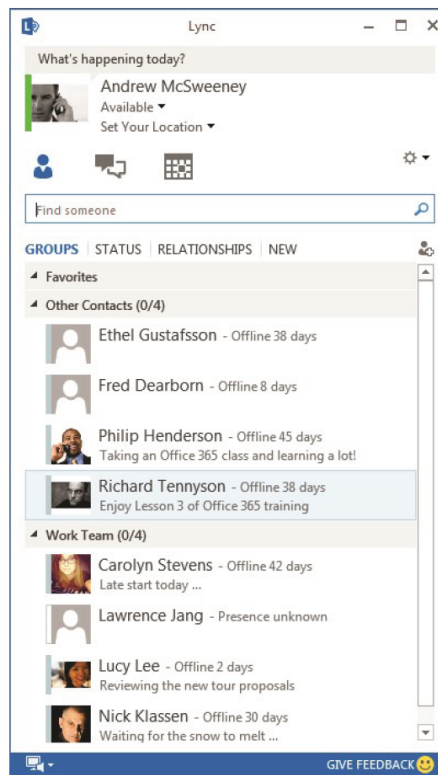 Lync
What's happening today?
Andrew McSweeney
Available
Set Your Location
Find someone
GROUPS STATUS RELATIONSHIPS NEW
Favorites
Other Contacts (0/4)
Ethel Gustafsson - Offline 38 days
Fred Dearborn - Offline 8 days
Philip Henderson - Offline 45 days
Taking an Office 365 class and learning a lot!
Richard Tennyson - Offline 38 days
Enjoy Lesson 3 of Office 365 training
Work Team (0/4)
Carolyn Stevens - Offline 42 days
Late start today ...
Lawrence Jang - Presence unknown
Lucy Lee - Offline 2 days
Reviewing the new tour proposals
Nick Klassen - Offline 30 days
Waiting for the snow to melt ...
GIVE FEEDBACK